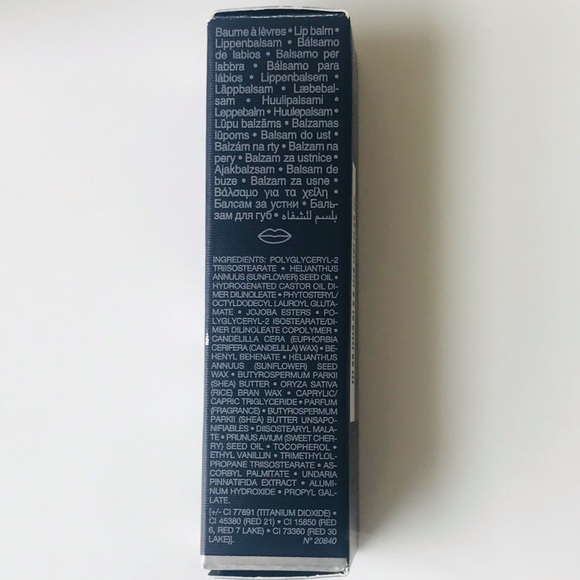 Baume à lèvres • Lip balm •
Lippenbalsam • Bálsamo
de labios • Balsamo per
labbra • Bálsamo para
lábios • Lippenbalsem •
Läppbalsam • Læbebal-
sam • Huulipalsami •
Leppebalm • Huulepalsam •
Lūpu balzāms • Balzamas
lūpoms • Balsam do ust •
Balzám na rty • Balzam na
pery • Balzam za ustnice •
Ajakbalzsam • Balsam de
buze • Balzam za usne •
Βάλσαμο για τα χείλη •
Балсам за устни • Баль-
зам для губ • بلسم للشفاه
INGREDIENTS: POLYGLYCERYL-2
TRIISOSTEARATE • HELIANTHUS
ANNUUS (SUNFLOWER) SEED OIL •
HYDROGENATED CASTOR OIL DI-
MER DILINOLEATE • PHYTOSTERYL/
OCTYLDODECYL LAUROYL GLUTA-
MATE • JOJOBA ESTERS • PO-
LYGLYCERYL-2 ISOSTEARATE/DI-
MER DILINOLEATE COPOLYMER •
CANDELILLA CERA (EUPHORBIA
CERIFERA (CANDELILLA) WAX) • BE-
HENYL BEHENATE • HELIANTHUS
ANNUUS (SUNFLOWER) SEED
WAX • BUTYROSPERMUM PARKII
(SHEA) BUTTER • ORYZA SATIVA
(RICE) BRAN WAX • CAPRYLIC/
CAPRIC TRIGLYCERIDE • PARFUM
(FRAGRANCE) • BUTYROSPERMUM
PARKII (SHEA) BUTTER UNSAPO-
NIFIABLES • DIISOSTEARYL MALA-
TE • PRUNUS AVIUM (SWEET CHER-
RY) SEED OIL • TOCOPHEROL •
ETHYL VANILLIN • TRIMETHYLOL-
PROPANE TRIISOSTEARATE • AS-
CORBYL PALMITATE • UNDARIA
PINNATIFIDA EXTRACT • ALUMI-
NUM HYDROXIDE • PROPYL GAL-
LATE.
[+/- CI 77891 (TITANIUM DIOXIDE) •
CI 45380 (RED 21) • CI 15850 (RED
6, RED 7 LAKE) • CI 73360 (RED 30
LAKE)]. N° 20840